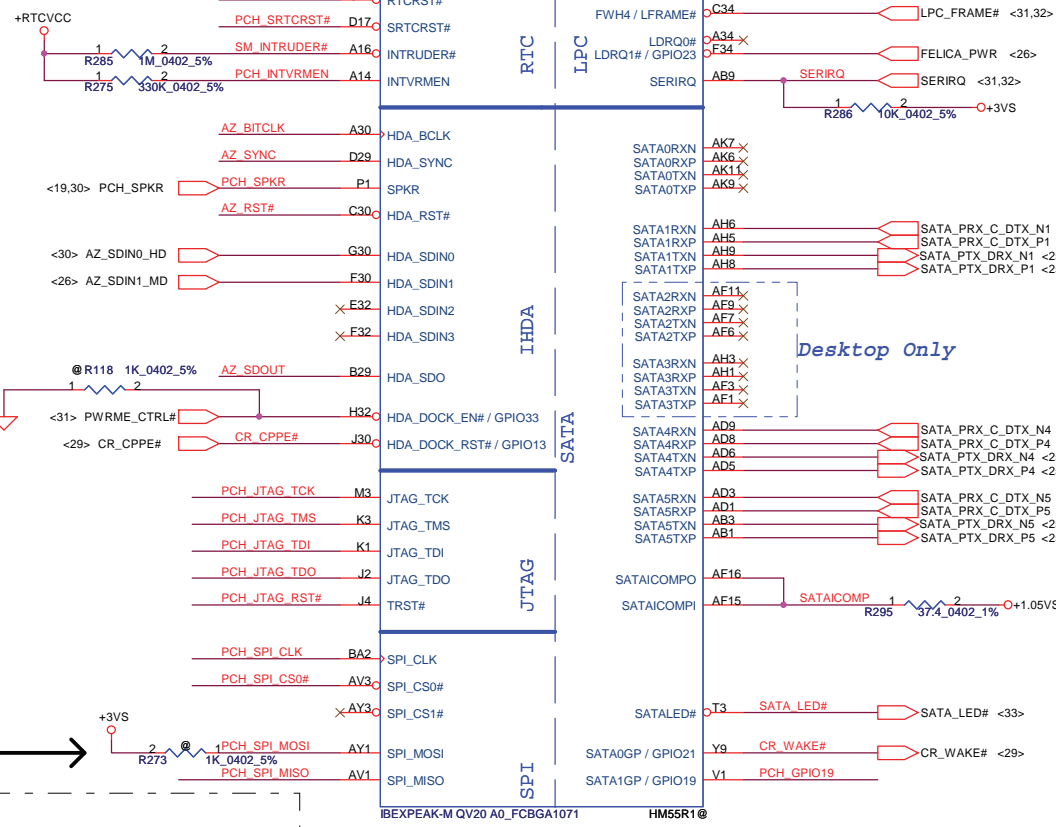 RTCRST#
+RTCVCC
PCH_SRTCRST# D17 SRTCRST#
1 2 SM_INTRUDER# A16 INTRUDER#
R285 1M_0402_5%
1 2 PCH_INTVRMEN A14 INTVRMEN
R275 330K_0402_5%
RTC
LPC
FWH4 / LFRAME# C34 LPC_FRAME# <31,32>
LDRQ0# A34
LDRQ1# / GPIO23 F34 FELICA_PWR <26>
SERIRQ AB9 SERIRQ SERIRQ <31,32>
1 2 +3VS
R286 10K_0402_5%
AZ_BITCLK A30 HDA_BCLK
AZ_SYNC D29 HDA_SYNC
<19,30> PCH_SPKR PCH_SPKR P1 SPKR
AZ_RST# C30 HDA_RST#
<30> AZ_SDIN0_HD G30 HDA_SDIN0
<26> AZ_SDIN1_MD F30 HDA_SDIN1
E32 HDA_SDIN2
F32 HDA_SDIN3
@ R118 1K_0402_5%
1 2
AZ_SDOUT B29 HDA_SDO
<31> PWRME_CTRL# H32 HDA_DOCK_EN# / GPIO33
<29> CR_CPPE# CR_CPPE# J30 HDA_DOCK_RST# / GPIO13
IHDA
SATA
SATA0RXN AK7
SATA0RXP AK6
SATA0TXN AK11
SATA0TXP AK9
SATA1RXN AH6 SATA_PRX_C_DTX_N1
SATA1RXP AH5 SATA_PRX_C_DTX_P1
SATA1TXN AH9 SATA_PTX_DRX_N1 <2
SATA1TXP AH8 SATA_PTX_DRX_P1 <2
SATA2RXN AF11
SATA2RXP AF9
SATA2TXN AF7
SATA2TXP AF6
Desktop Only
SATA3RXN AH3
SATA3RXP AH1
SATA3TXN AF3
SATA3TXP AF1
SATA4RXN AD9 SATA_PRX_C_DTX_N4
SATA4RXP AD8 SATA_PRX_C_DTX_P4
SATA4TXN AD6 SATA_PTX_DRX_N4 <2
SATA4TXP AD5 SATA_PTX_DRX_P4 <2
SATA5RXN AD3 SATA_PRX_C_DTX_N5
SATA5RXP AD1 SATA_PRX_C_DTX_P5
SATA5TXN AB3 SATA_PTX_DRX_N5 <2
SATA5TXP AB1 SATA_PTX_DRX_P5 <2
PCH_JTAG_TCK M3 JTAG_TCK
PCH_JTAG_TMS K3 JTAG_TMS
PCH_JTAG_TDI K1 JTAG_TDI
PCH_JTAG_TDO J2 JTAG_TDO
PCH_JTAG_RST# J4 TRST#
JTAG
SATAICOMPO AF16
SATAICOMPI AF15 SATAICOMP 1 2 +1.05VS
R295 37.4_0402_1%
PCH_SPI_CLK BA2 SPI_CLK
PCH_SPI_CS0# AV3 SPI_CS0#
AY3 SPI_CS1#
+3VS
2 @ 1 PCH_SPI_MOSI AY1 SPI_MOSI
R273 1K_0402_5%
PCH_SPI_MISO AV1 SPI_MISO
SPI
SATALED# T3 SATA_LED# SATA_LED# <33>
SATA0GP / GPIO21 Y9 CR_WAKE# CR_WAKE# <29>
SATA1GP / GPIO19 V1 PCH_GPIO19
IBEXPEAK-M QV20 A0_FCBGA1071 HM55R1@